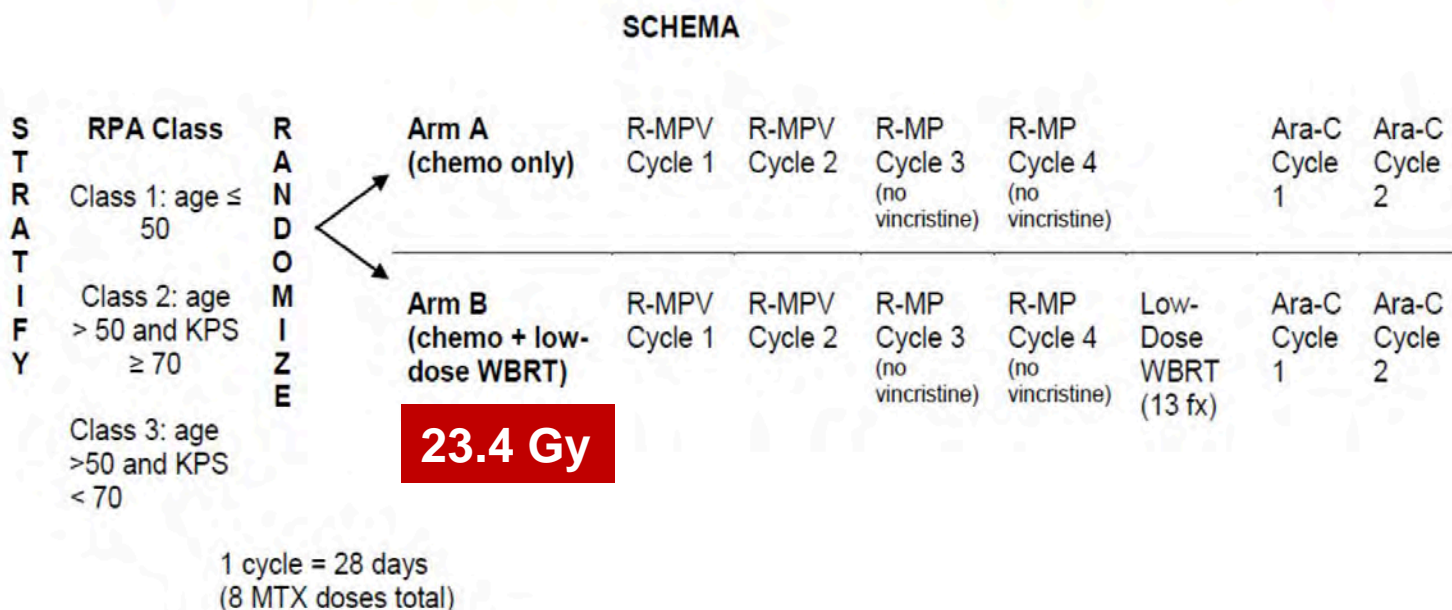 SCHEMA
STRATIFY
RPA Class
Class 1: age ≤
50
Class 2: age
> 50 and KPS
≥ 70
Class 3: age
>50 and KPS
< 70
RANDOMIZE
Arm A
(chemo only)
R-MPV
Cycle 1
R-MPV
Cycle 2
R-MP
Cycle 3
(no
vincristine)
R-MP
Cycle 4
(no
vincristine)
Ara-C
Cycle
1
Ara-C
Cycle
2
Arm B
(chemo + low-
dose WBRT)
R-MPV
Cycle 1
R-MPV
Cycle 2
R-MP
Cycle 3
(no
vincristine)
R-MP
Cycle 4
(no
vincristine)
Low-
Dose
WBRT
(13 fx)
Ara-C
Cycle
1
Ara-C
Cycle
2
23.4 Gy
1 cycle = 28 days
(8 MTX doses total)